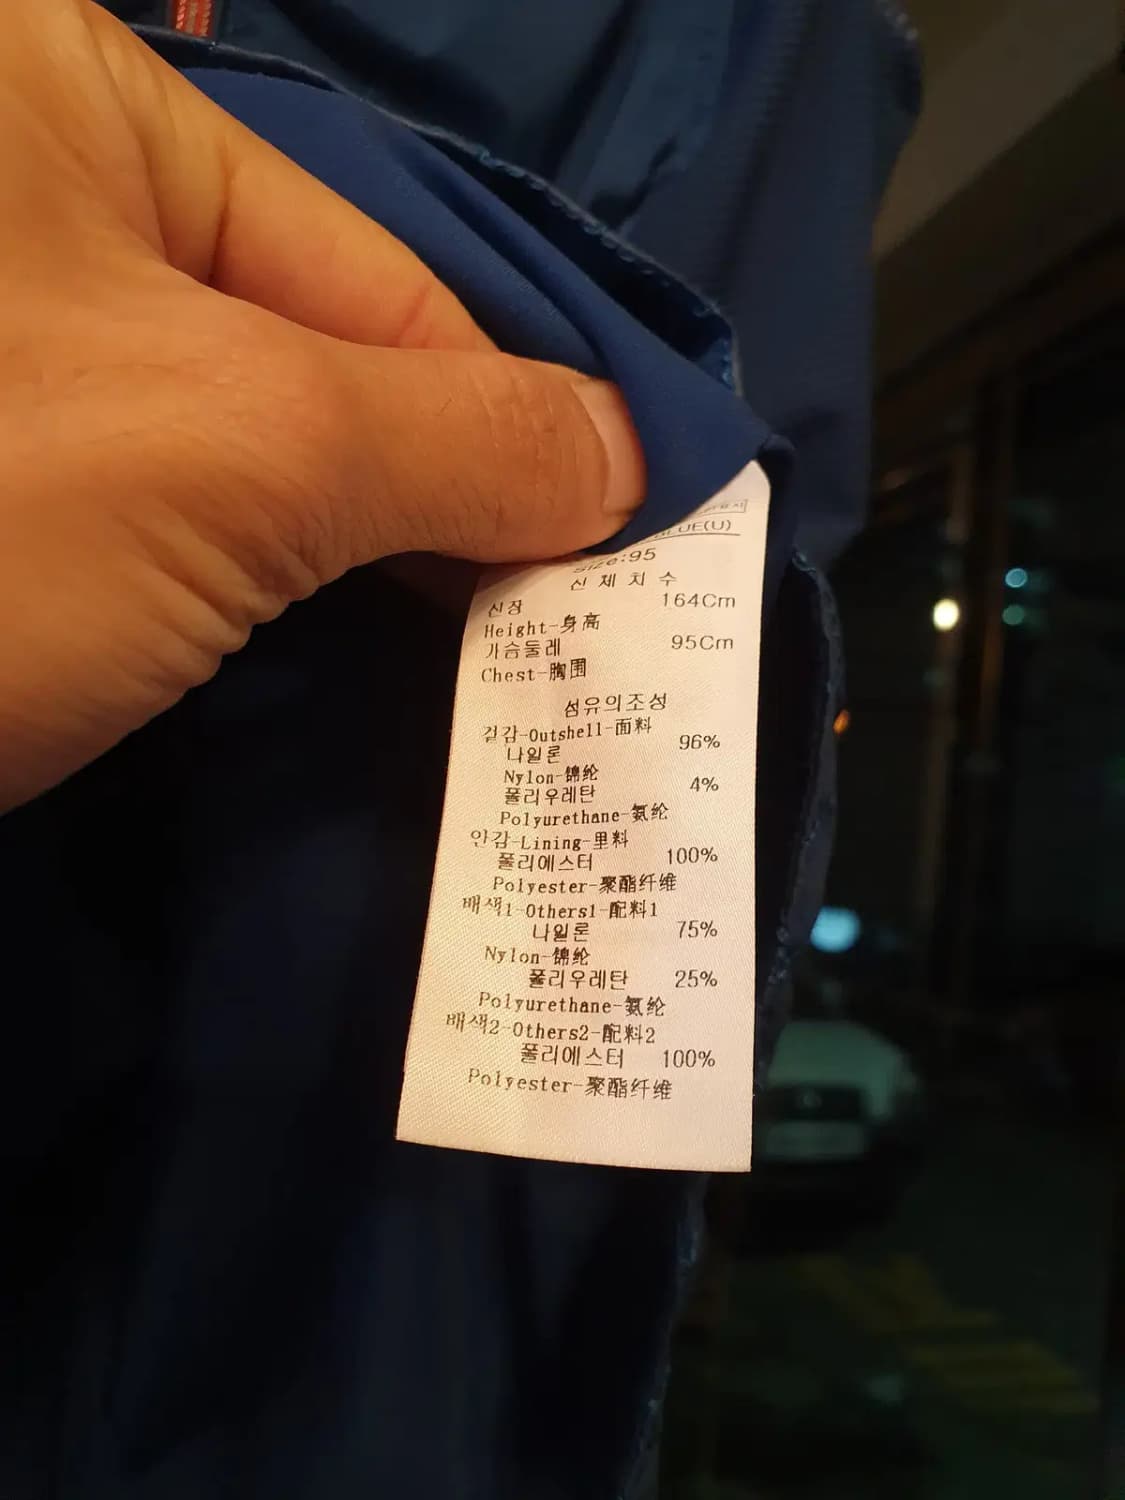 BLUE(U)
Size:95
신 체 치 수
신장 164Cm
Height-身高
가슴둘레 95Cm
Chest-胸围
섬유의조성
겉감-Outshell-面料
나일론 96%
Nylon-锦纶
폴리우레탄 4%
Polyurethane-氨纶
안감-Lining-里料
폴리에스터 100%
Polyester-聚酯纤维
배색1-Others1-配料1
나일론 75%
Nylon-锦纶
폴리우레탄 25%
Polyurethane-氨纶
배색2-Others2-配料2
폴리에스터 100%
Polyester-聚酯纤维